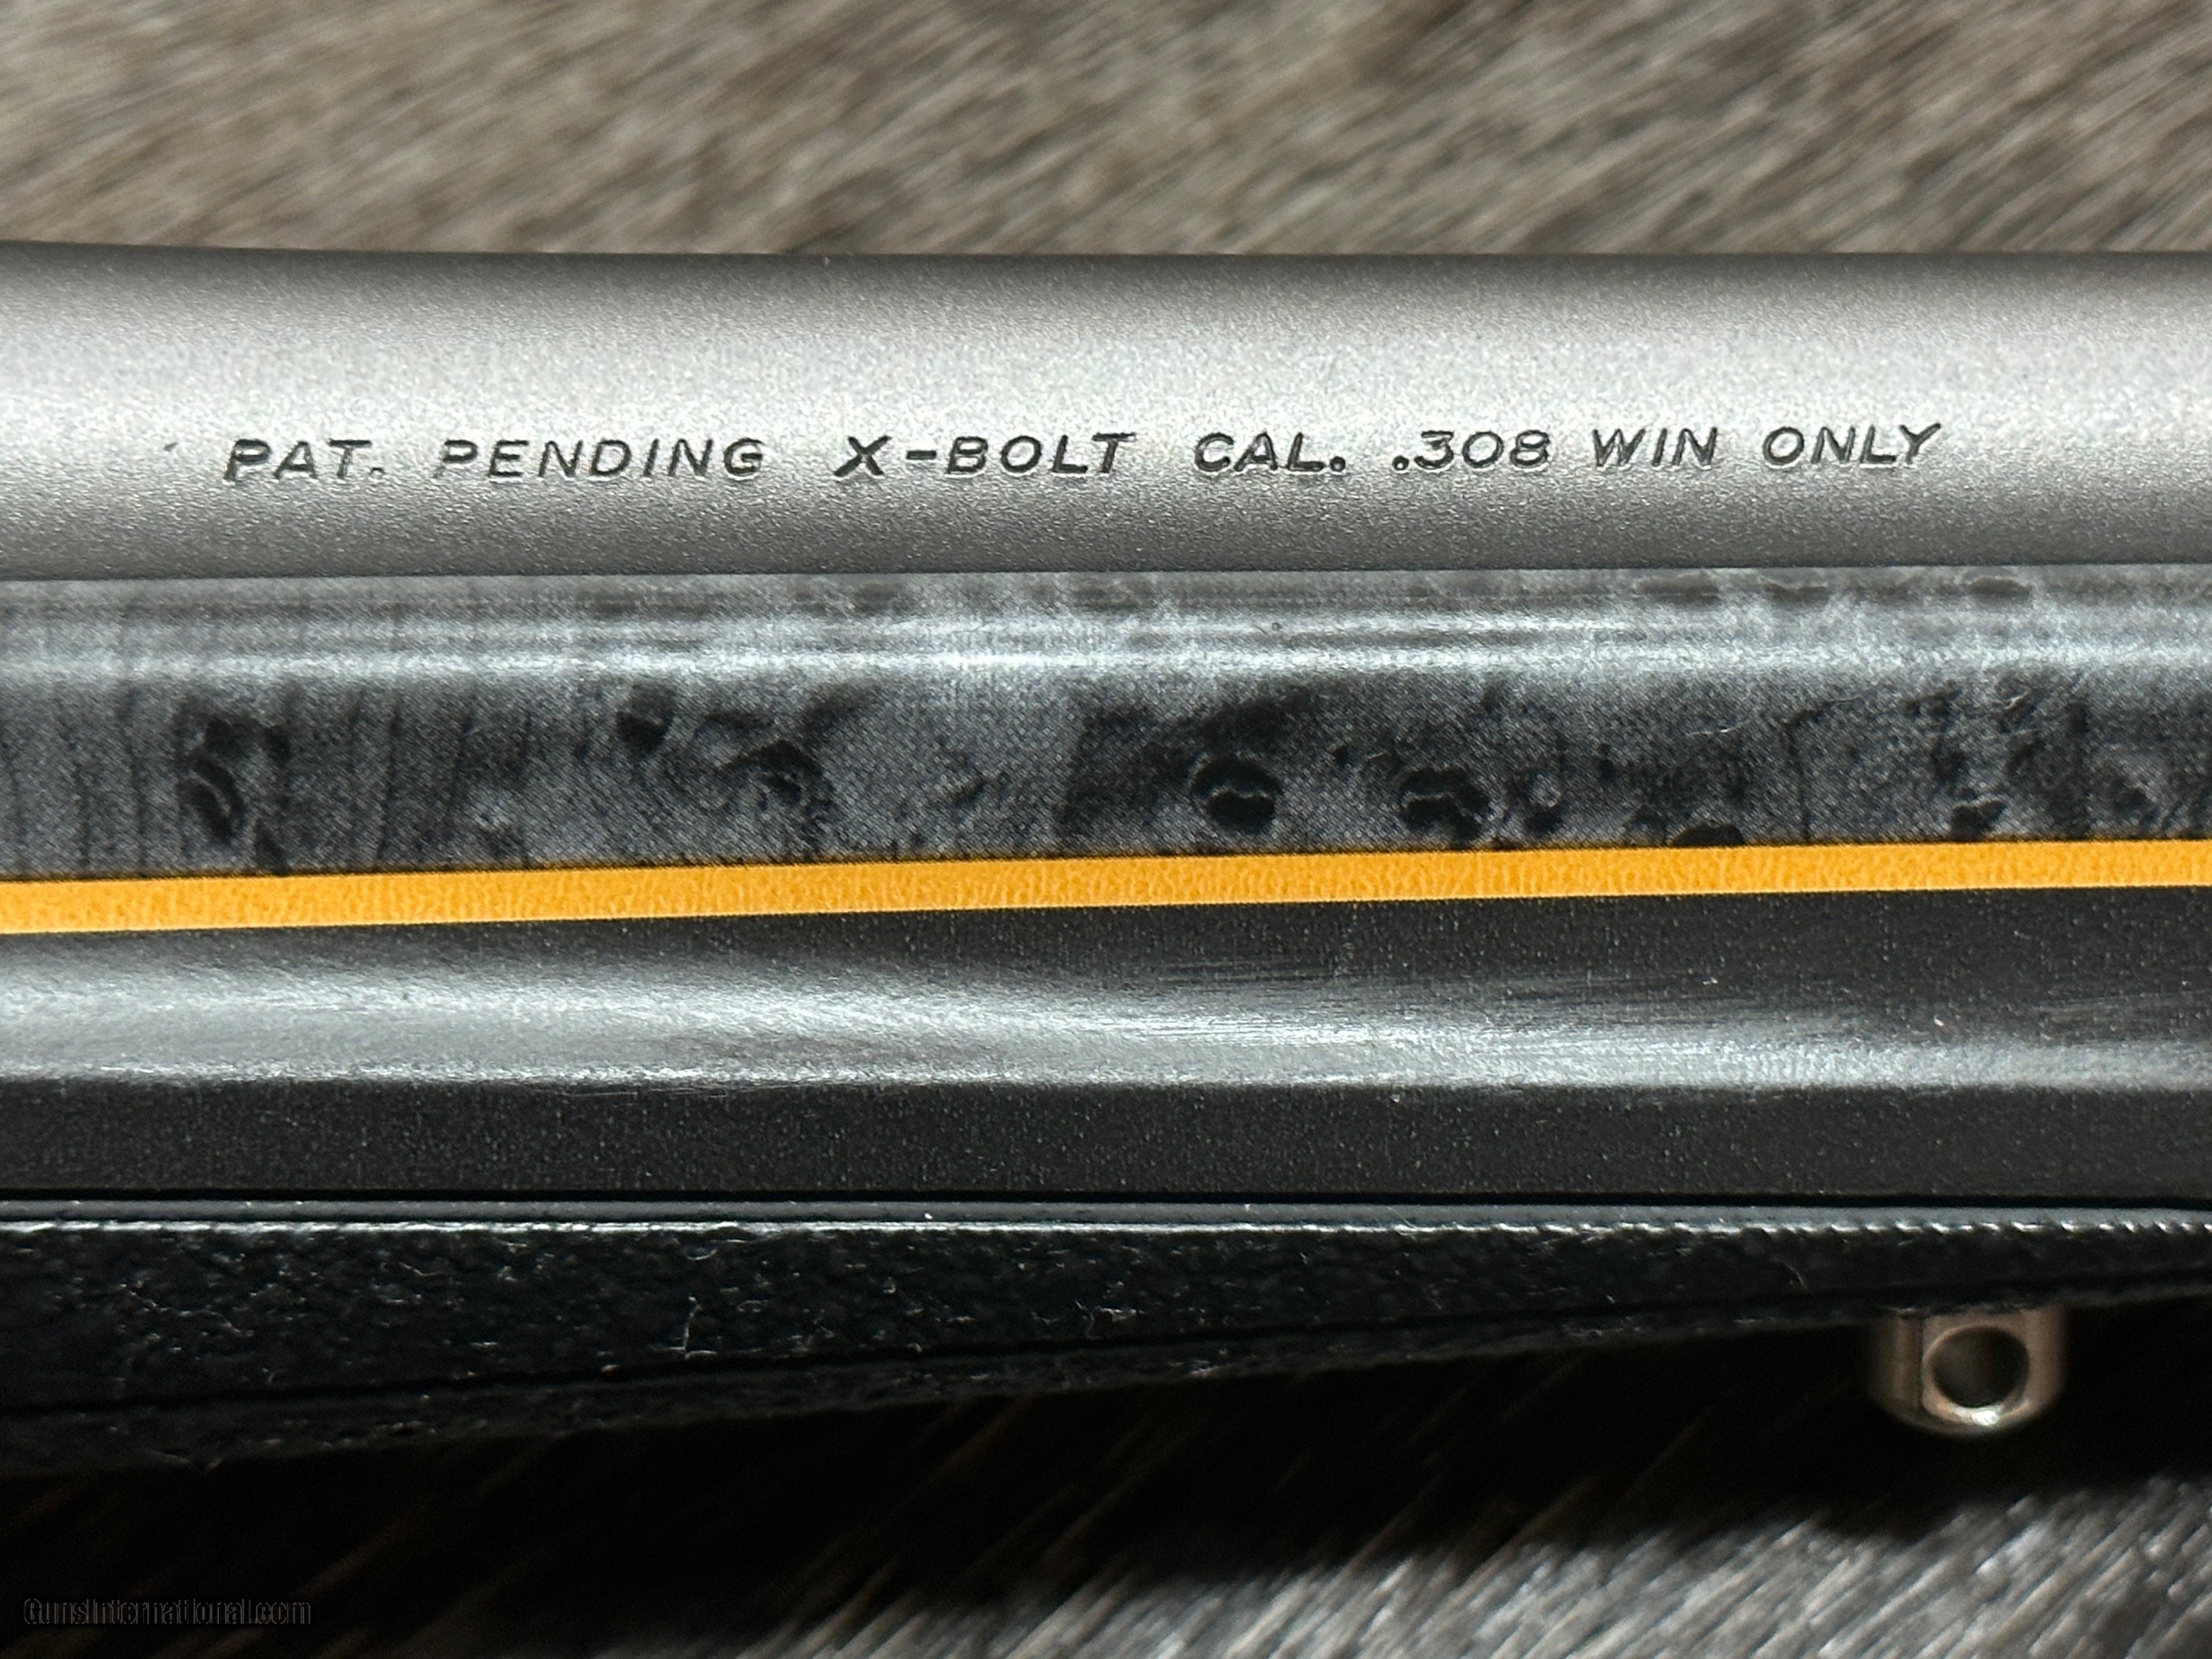 PAT. PENDING X-BOLT CAL. .308 WIN ONLY
GunsInternational.com